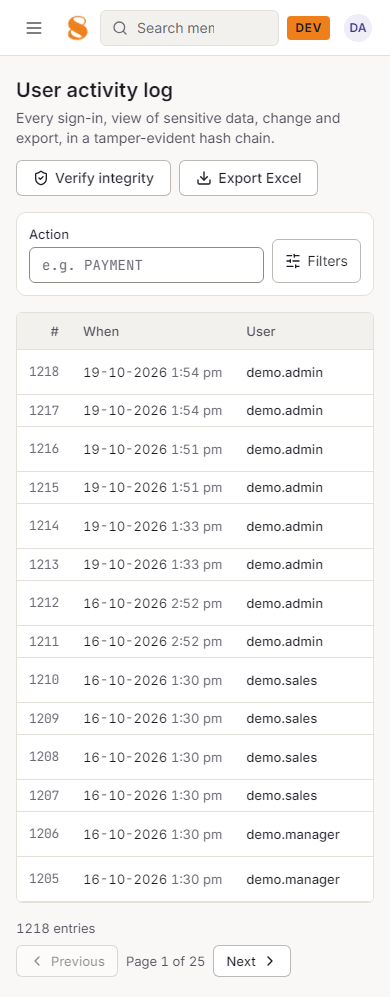 Search men
DEV
DA
User activity log
Every sign-in, view of sensitive data, change and
export, in a tamper-evident hash chain.
Verify integrity
Export Excel
Action
e.g. PAYMENT
Filters
# When User
1218 19-10-2026 1:54 pm demo.admin
1217 19-10-2026 1:54 pm demo.admin
1216 19-10-2026 1:51 pm demo.admin
1215 19-10-2026 1:51 pm demo.admin
1214 19-10-2026 1:33 pm demo.admin
1213 19-10-2026 1:33 pm demo.admin
1212 16-10-2026 2:52 pm demo.admin
1211 16-10-2026 2:52 pm demo.admin
1210 16-10-2026 1:30 pm demo.sales
1209 16-10-2026 1:30 pm demo.sales
1208 16-10-2026 1:30 pm demo.sales
1207 16-10-2026 1:30 pm demo.sales
1206 16-10-2026 1:30 pm demo.manager
1205 16-10-2026 1:30 pm demo.manager
1218 entries
Previous Page 1 of 25 Next